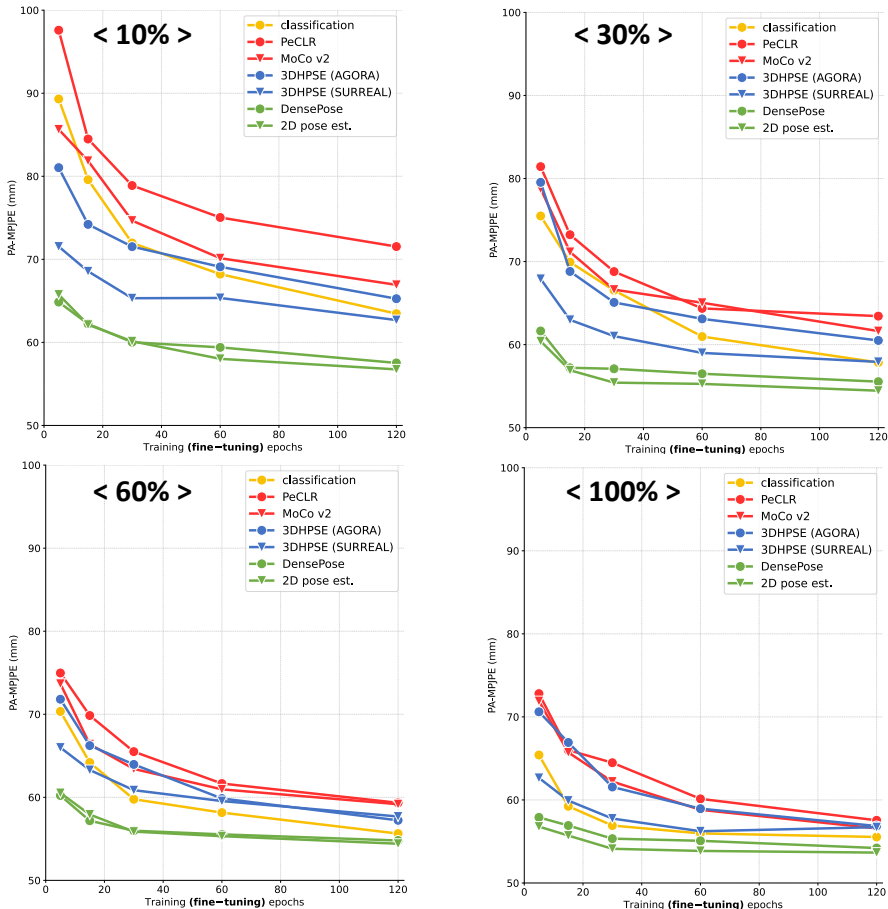 < 10% >
classification
PeCLR
MoCo v2
3DHPSE (AGORA)
3DHPSE (SURREAL)
DensePose
2D pose est.
PA-MPJPE (mm)
100
90
80
70
60
50
0 20 40 60 80 100 120
Training (fine−tuning) epochs
< 30% >
classification
PeCLR
MoCo v2
3DHPSE (AGORA)
3DHPSE (SURREAL)
DensePose
2D pose est.
PA-MPJPE (mm)
100
90
80
70
60
50
0 20 40 60 80 100 120
Training (fine−tuning) epochs
< 60% >
classification
PeCLR
MoCo v2
3DHPSE (AGORA)
3DHPSE (SURREAL)
DensePose
2D pose est.
PA-MPJPE (mm)
100
90
80
70
60
50
0 20 40 60 80 100 120
Training (fine−tuning) epochs
< 100% >
classification
PeCLR
MoCo v2
3DHPSE (AGORA)
3DHPSE (SURREAL)
DensePose
2D pose est.
PA-MPJPE (mm)
100
90
80
70
60
50
0 20 40 60 80 100 120
Training (fine−tuning) epochs